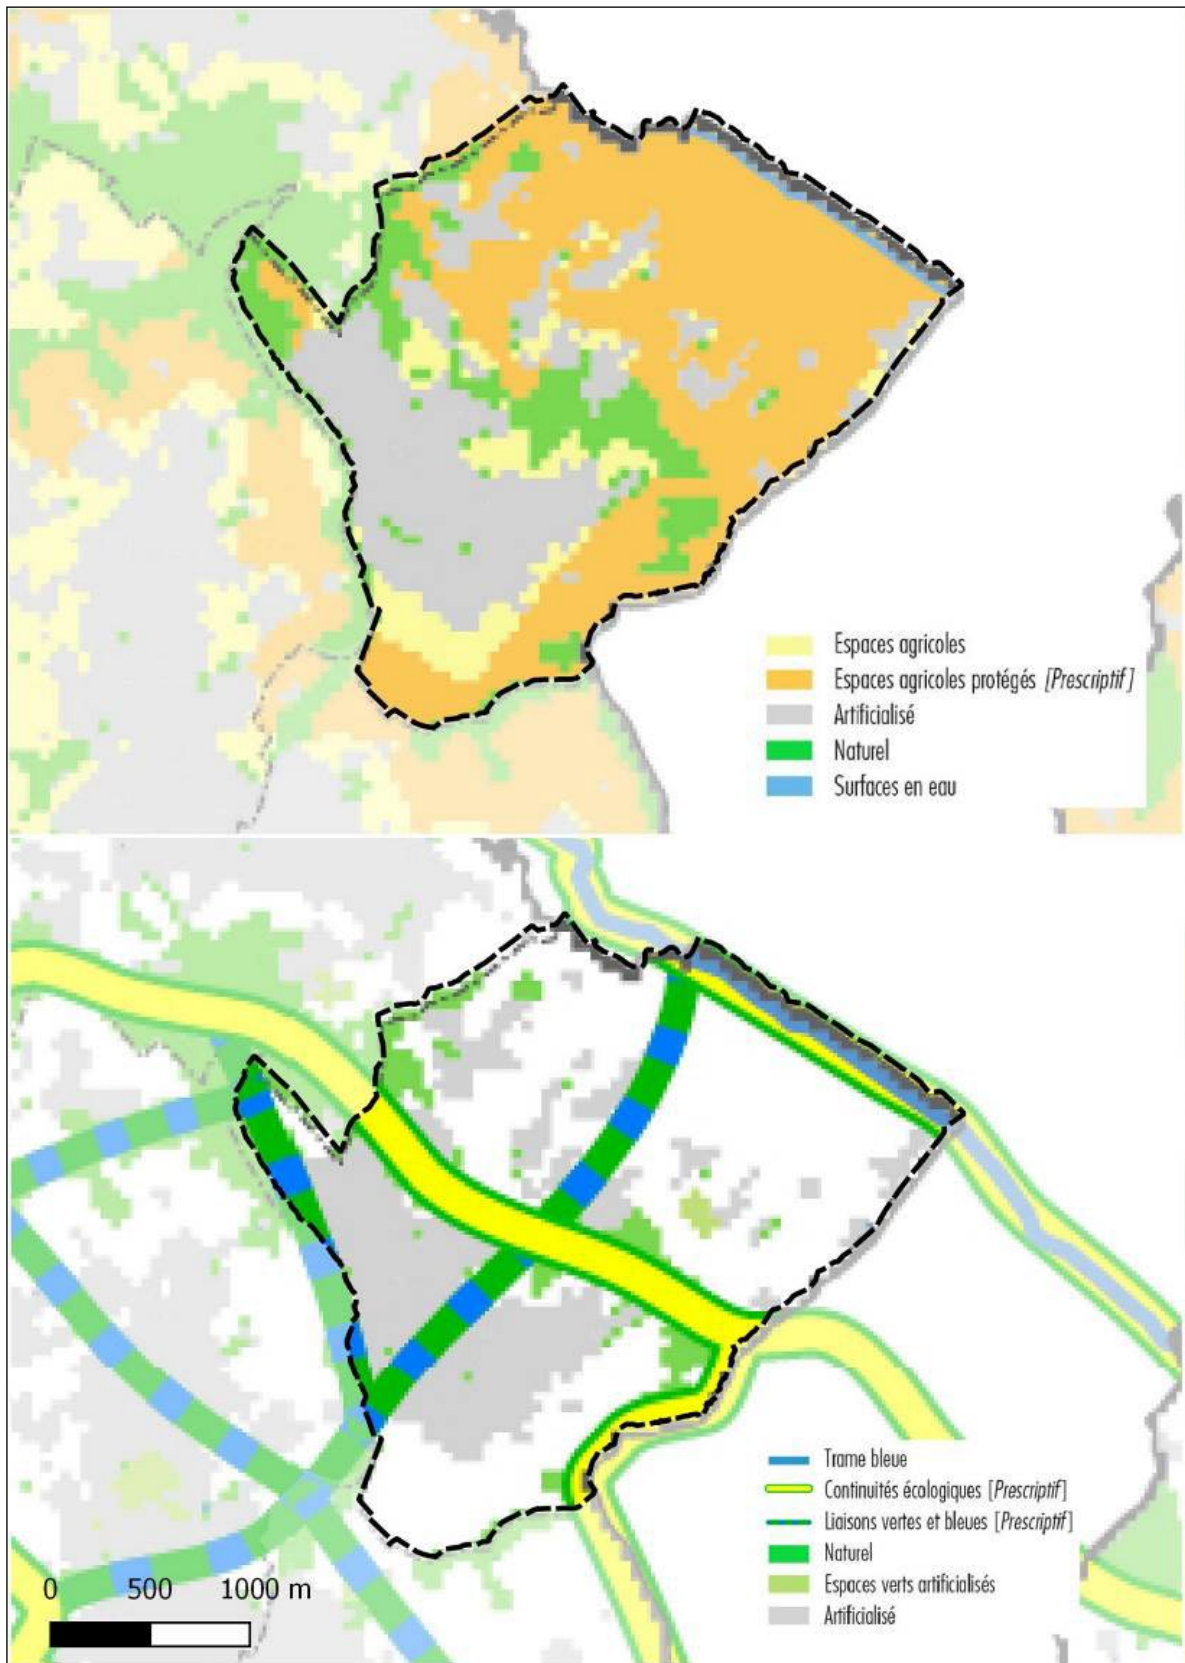 Espaces agricoles
Espaces agricoles protégés [Prescriptif]
Artificialisé
Naturel
Surfaces en eau
Trame bleue
Continuités écologiques [Prescriptif]
Liaisons vertes et bleues [Prescriptif]
Naturel
Espaces verts artificialisés
Artificialisé
0 500 1000 m